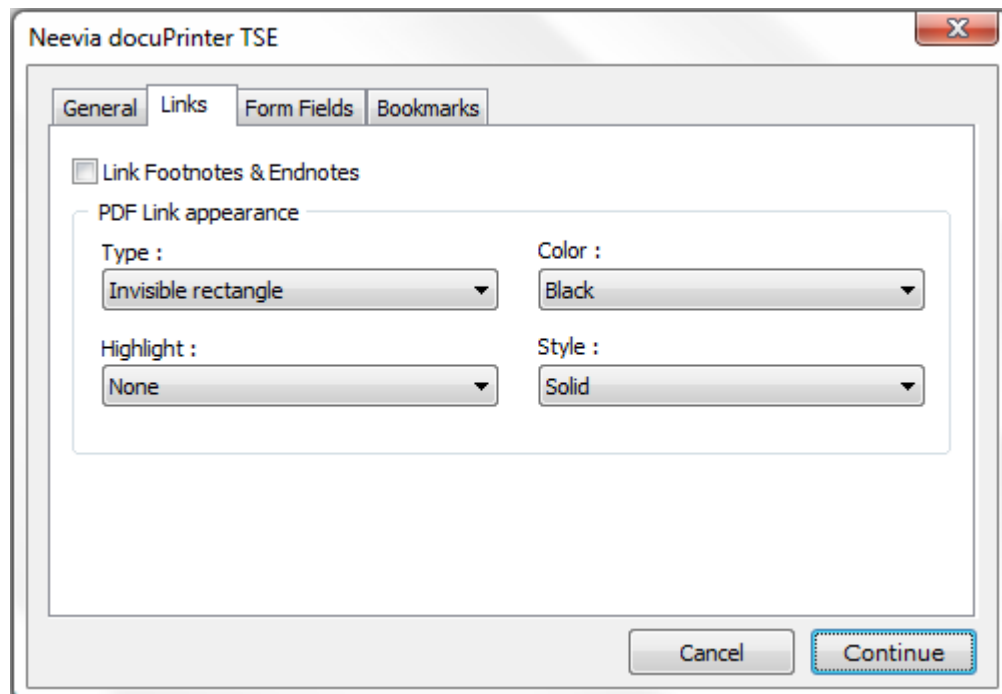 Neevia docuPrinter TSE
General Links Form Fields Bookmarks
Link Footnotes & Endnotes
PDF Link appearance
Type : Color :
Invisible rectangle Black
Highlight : Style :
None Solid
Cancel Continue